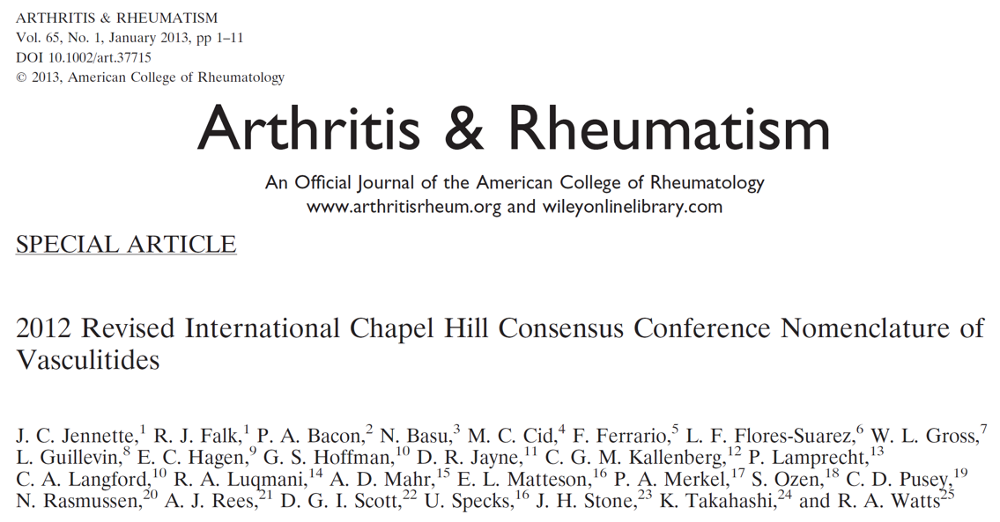 ARTHRITIS & RHEUMATISM
Vol. 65, No. 1, January 2013, pp 1–11
DOI 10.1002/art.37715
© 2013, American College of Rheumatology
Arthritis & Rheumatism
An Official Journal of the American College of Rheumatology
www.arthritisrheum.org and wileyonlinelibrary.com
SPECIAL ARTICLE
2012 Revised International Chapel Hill Consensus Conference Nomenclature of
Vasculitides
J. C. Jennette,1 R. J. Falk,1 P. A. Bacon,2 N. Basu,3 M. C. Cid,4 F. Ferrario,5 L. F. Flores-Suarez,6 W. L. Gross,7
L. Guillevin,8 E. C. Hagen,9 G. S. Hoffman,10 D. R. Jayne,11 C. G. M. Kallenberg,12 P. Lamprecht,13
C. A. Langford,10 R. A. Luqmani,14 A. D. Mahr,15 E. L. Matteson,16 P. A. Merkel,17 S. Ozen,18 C. D. Pusey,19
N. Rasmussen,20 A. J. Rees,21 D. G. I. Scott,22 U. Specks,16 J. H. Stone,23 K. Takahashi,24 and R. A. Watts25